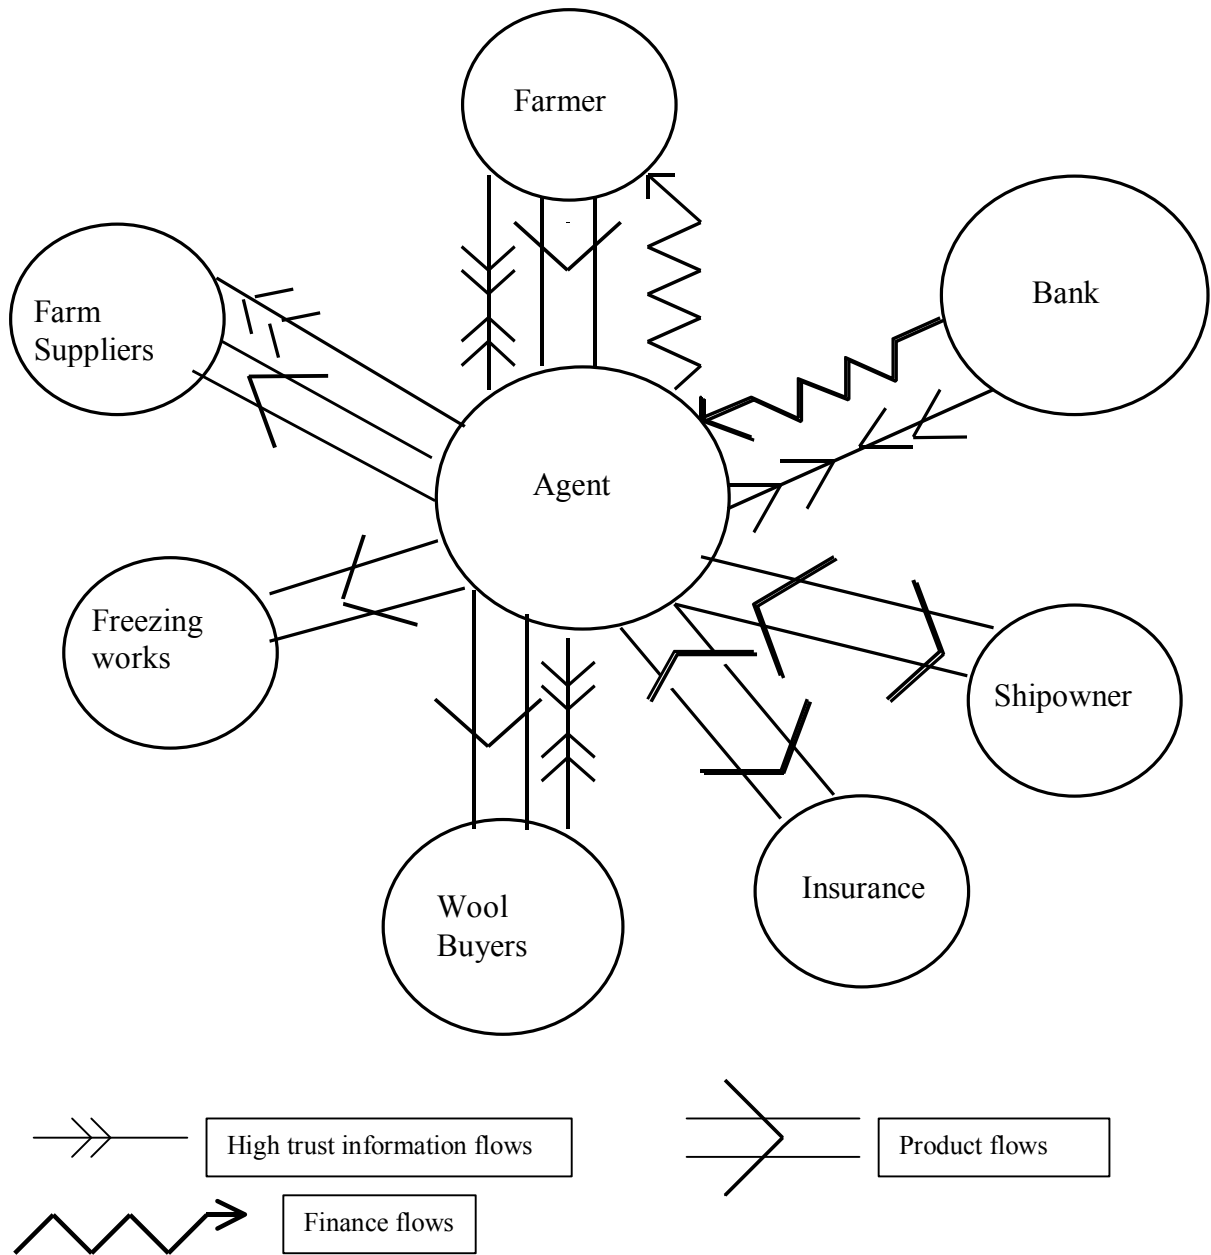 Farmer
Bank
Farm
Suppliers
Agent
Freezing
works
Shipowner
Insurance
Wool
Buyers
High trust information flows
Product flows
Finance flows